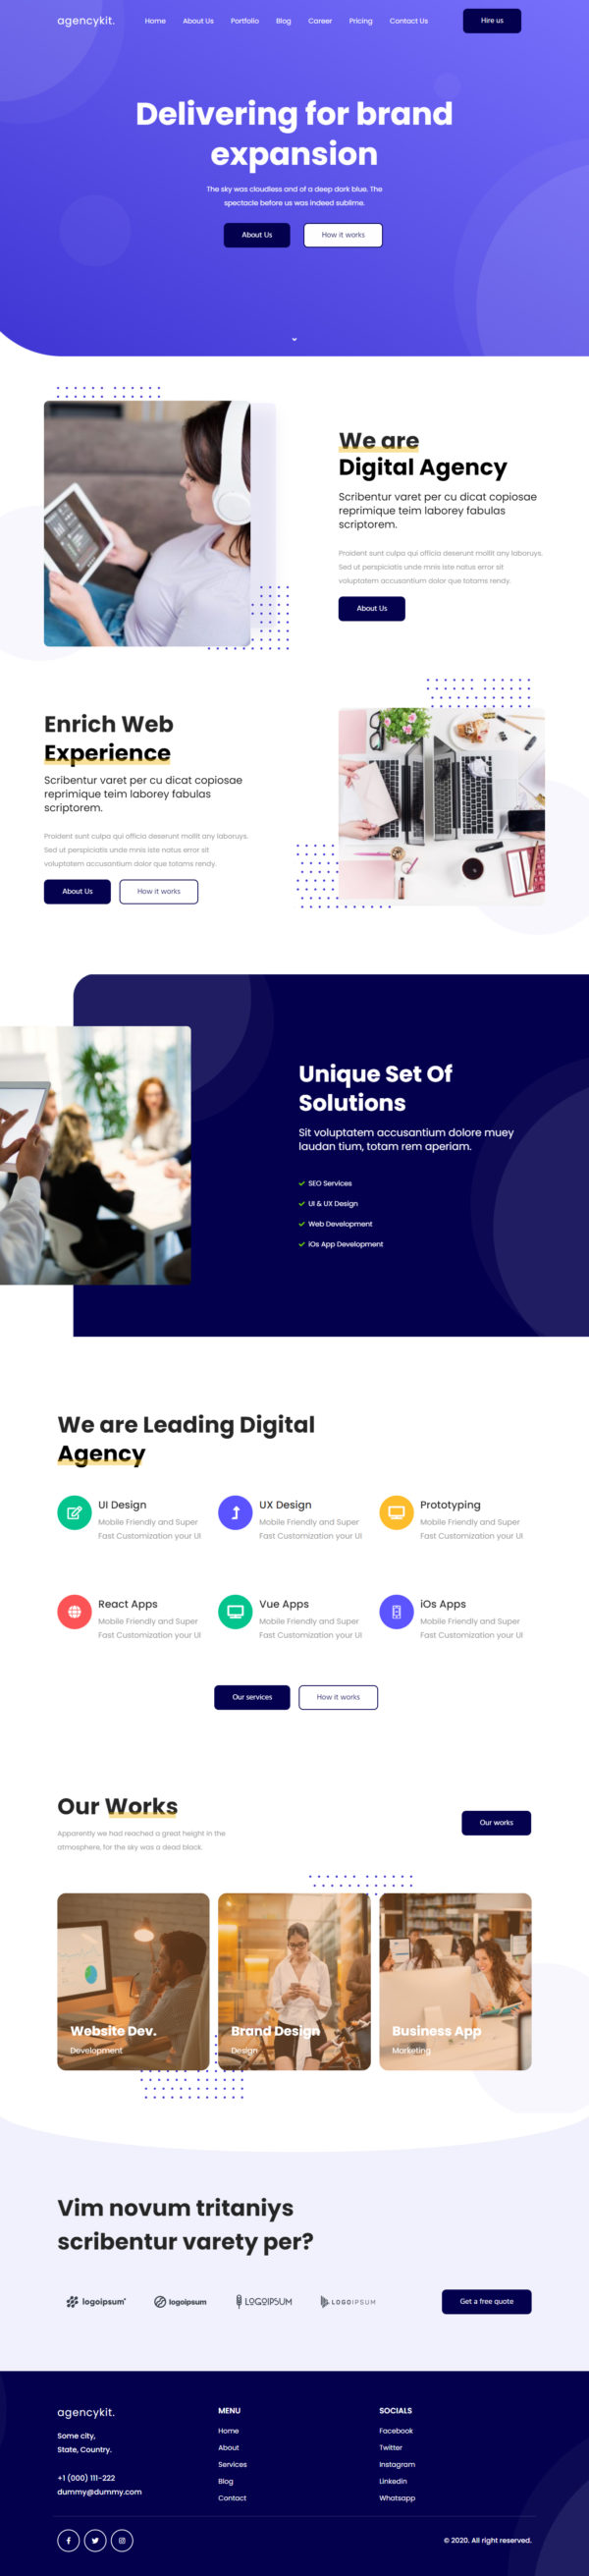 agencykit.
Home About Us Portfolio Blog Career Pricing Contact Us Hire us
Delivering for brand
expansion
The sky was cloudless and of a deep dark blue. The
spectacle before us was indeed sublime.
About Us How it works
We are
Digital Agency
Scribentur varet per cu dicat copiosae
reprimique teim laborey fabulas
scriptorem.
Proident sunt culpa qui officia deserunt mollit any laboruys.
Sed ut perspiciatis unde mnis iste natus error sit
voluptatem accusantium dolor que totams rendy.
About Us
Enrich Web
Experience
Scribentur varet per cu dicat copiosae
reprimique teim laborey fabulas
scriptorem.
Proident sunt culpa qui officia deserunt mollit any laboruys.
Sed ut perspiciatis unde mnis iste natus error sit
voluptatem accusantium dolor que totams rendy.
About Us How it works
Unique Set Of
Solutions
Sit voluptatem accusantium dolore muey
laudan tium, totam rem aperiam.
SEO Services
UI & UX Design
Web Development
iOs App Development
We are Leading Digital
Agency
UI Design
Mobile Friendly and Super
Fast Customization your UI
UX Design
Mobile Friendly and Super
Fast Customization your UI
Prototyping
Mobile Friendly and Super
Fast Customization your UI
React Apps
Mobile Friendly and Super
Fast Customization your UI
Vue Apps
Mobile Friendly and Super
Fast Customization your UI
iOs Apps
Mobile Friendly and Super
Fast Customization your UI
Our services How it works
Our Works
Apparently we had reached a great height in the
atmosphere, for the sky was a dead black.
Our works
Website Dev.
Development
Brand Design
Design
Business App
Marketing
Vim novum tritaniys
scribentur varety per?
logoipsum
logoipsum
LOGOIPSUM
LOGOIPSUM
Get a free quote
agencykit.
Some city,
State, Country.
+1 (000) 111-222
dummy@dummy.com
MENU
Home
About
Services
Blog
Contact
SOCIALS
Facebook
Twitter
Instagram
Linkedin
Whatsapp
© 2020. All right reserved.